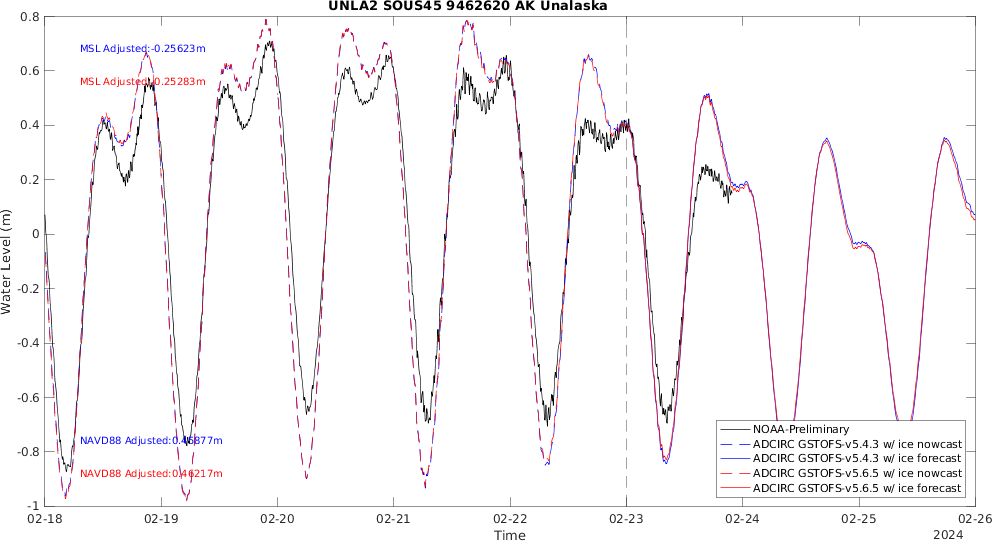 UNLA2 SOUS45 9462620 AK Unalaska
0.8
0.6
0.4
0.2
0
-0.2
-0.4
-0.6
-0.8
-1
Water Level (m)
MSL Adjusted:-0.25623m
MSL Adjusted:-0.25283m
NAVD88 Adjusted:0.45877m
NAVD88 Adjusted:0.46217m
NOAA-Preliminary
ADCIRC GSTOFS-v5.4.3 w/ ice nowcast
ADCIRC GSTOFS-v5.4.3 w/ ice forecast
ADCIRC GSTOFS-v5.6.5 w/ ice nowcast
ADCIRC GSTOFS-v5.6.5 w/ ice forecast
02-18 02-19 02-20 02-21 02-22 02-23 02-24 02-25 02-26
Time
2024